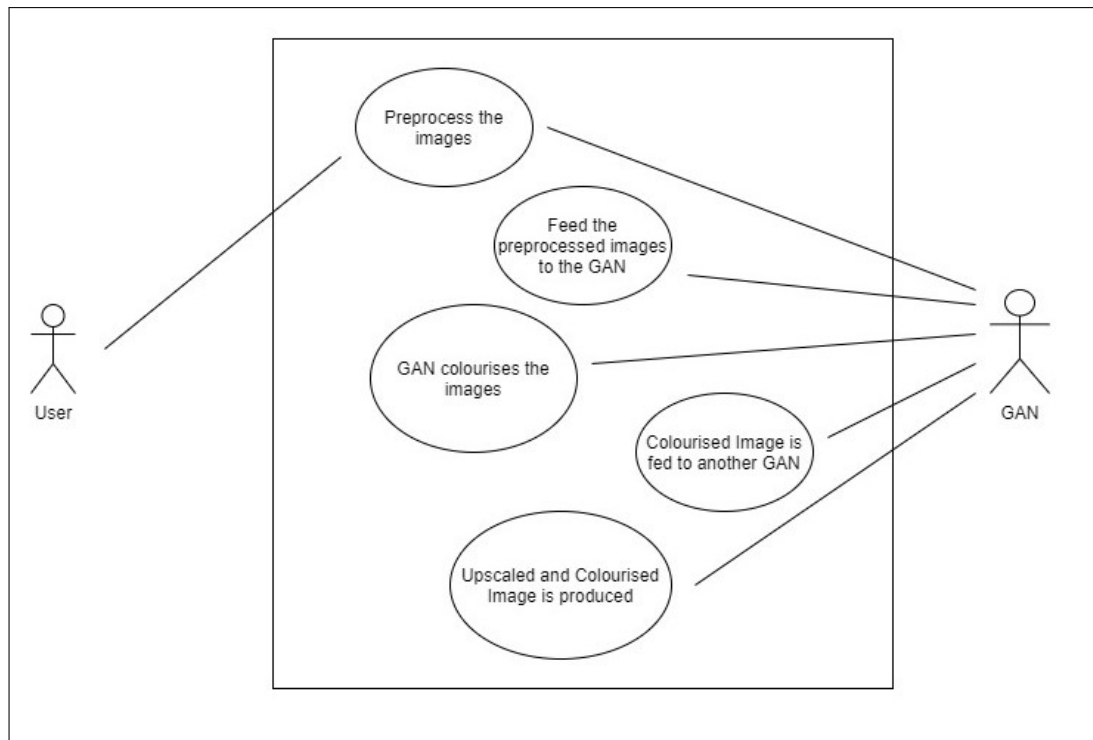 Preprocess the
images
Feed the
preprocessed images
to the GAN
GAN colourises the
images
User
GAN
Colourised Image is
fed to another GAN
Upscaled and Colourised
Image is produced